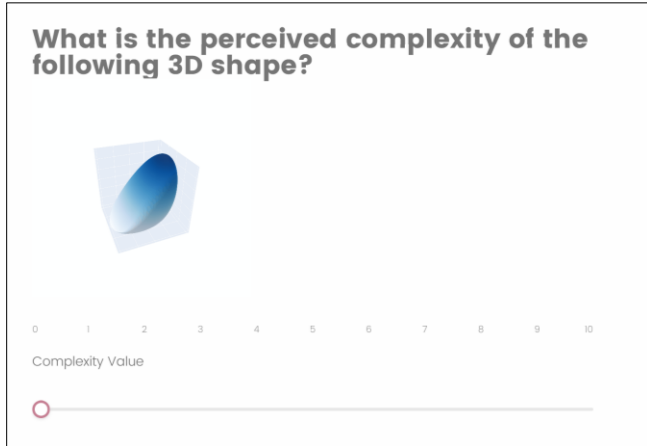 What is the perceived complexity of the
following 3D shape?
0 1 2 3 4 5 6 7 8 9 10
Complexity Value